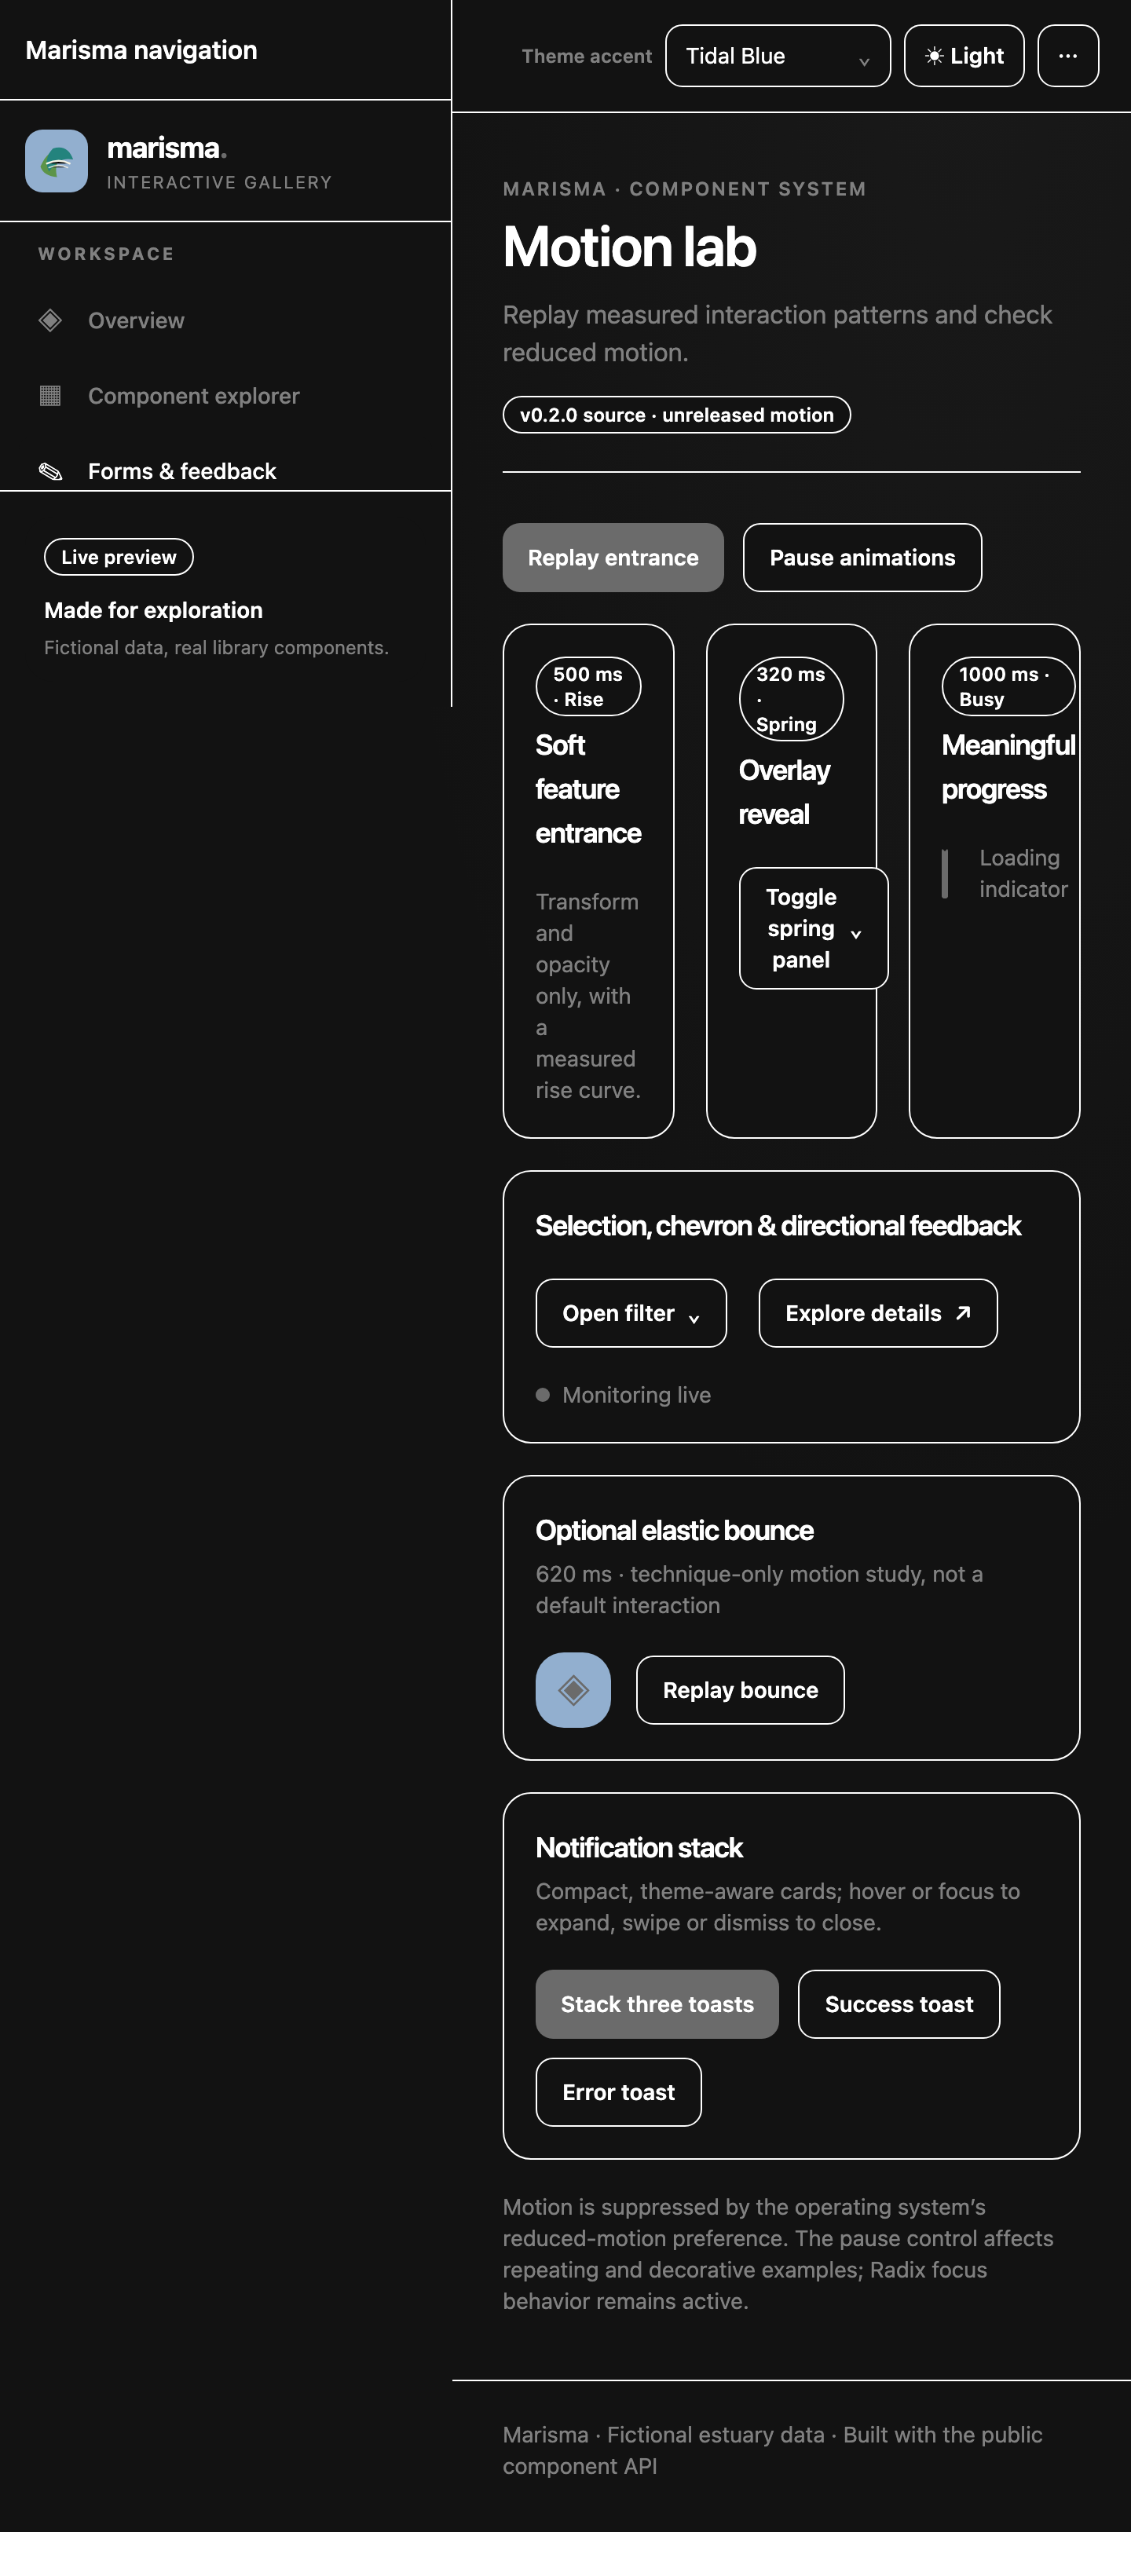 Marisma navigation
Theme accent
Tidal Blue
☀ Light
···
marisma.
INTERACTIVE GALLERY
WORKSPACE
Overview
Component explorer
Forms & feedback
Live preview
Made for exploration
Fictional data, real library components.
MARISMA · COMPONENT SYSTEM
Motion lab
Replay measured interaction patterns and check
reduced motion.
v0.2.0 source · unreleased motion
Replay entrance
Pause animations
500 ms
· Rise
Soft
feature
entrance
Transform
and
opacity
only, with
a
measured
rise curve.
320 ms
·
Spring
Overlay
reveal
Toggle
spring
panel
1000 ms ·
Busy
Meaningful
progress
Loading
indicator
Selection, chevron & directional feedback
Open filter
Explore details ↗
Monitoring live
Optional elastic bounce
620 ms · technique-only motion study, not a
default interaction
Replay bounce
Notification stack
Compact, theme-aware cards; hover or focus to
expand, swipe or dismiss to close.
Stack three toasts
Success toast
Error toast
Motion is suppressed by the operating system’s
reduced-motion preference. The pause control affects
repeating and decorative examples; Radix focus
behavior remains active.
Marisma · Fictional estuary data · Built with the public
component API